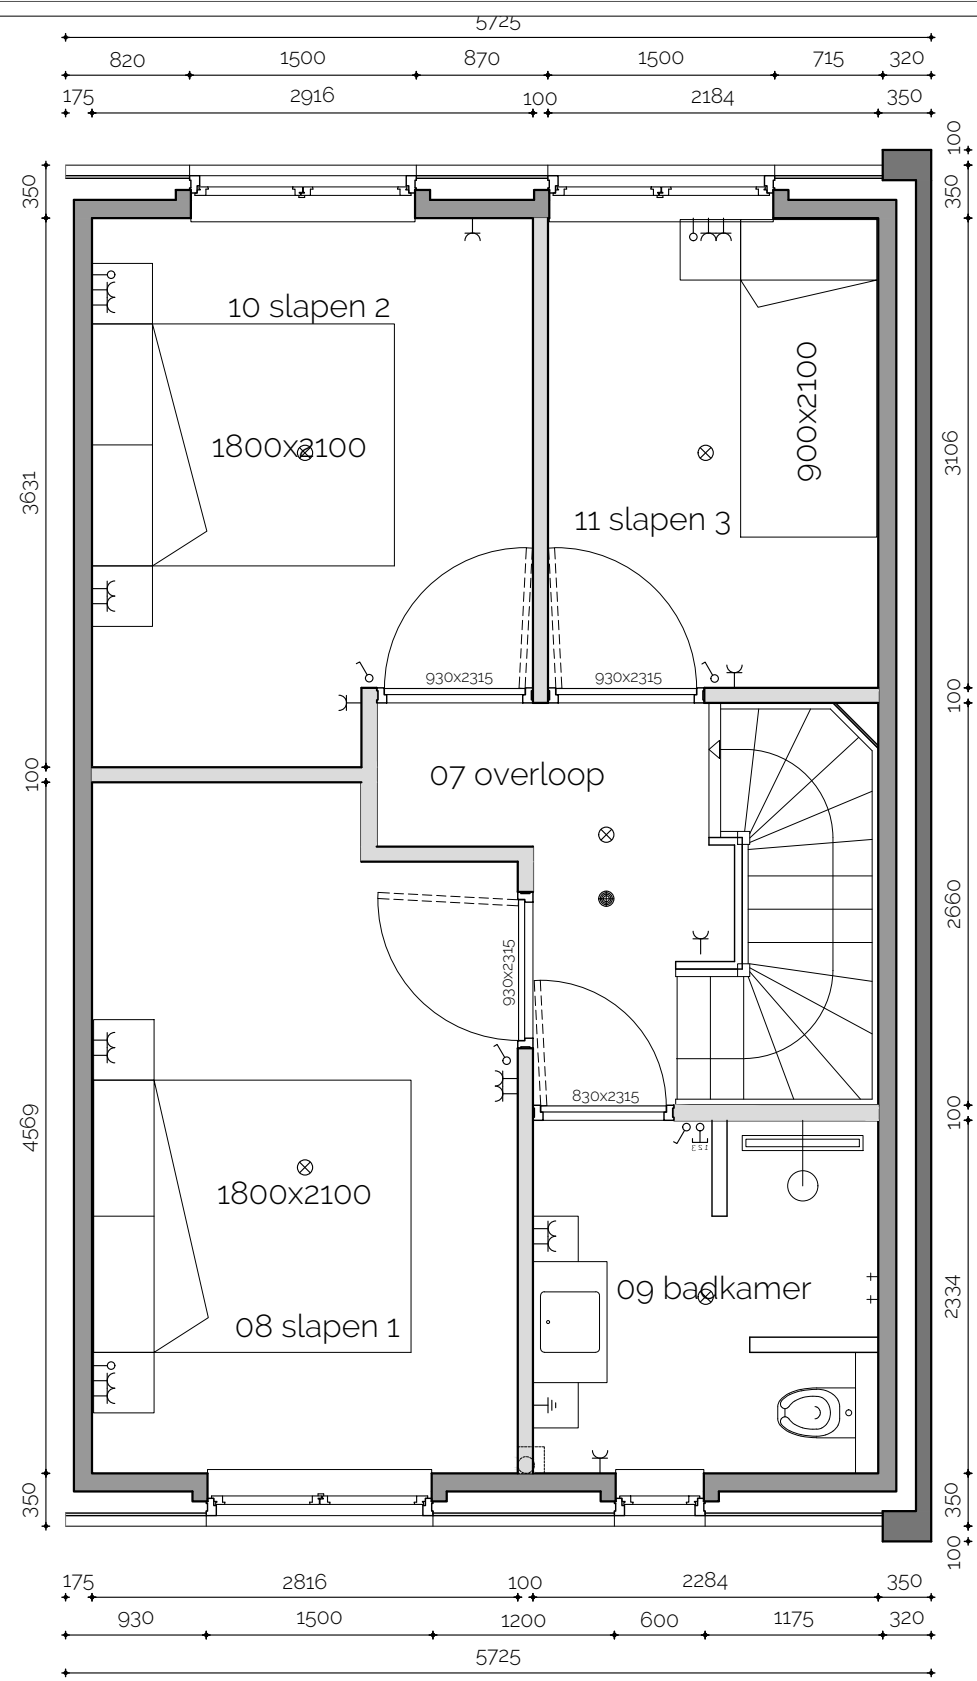 5725
820 1500 870 1500 715 320
175 2916 100 2184 350
100
350
350
10 slapen 2
1800x2100
900x2100
3631
3106
11 slapen 3
930x2315
930x2315
100
100
07 overloop
2660
930x2315
830x2315
100
4569
123
1800x2100
09 badkamer
2334
08 slapen 1
350
350
100
175 2816 100 2284 350
930 1500 1200 600 1175 320
5725